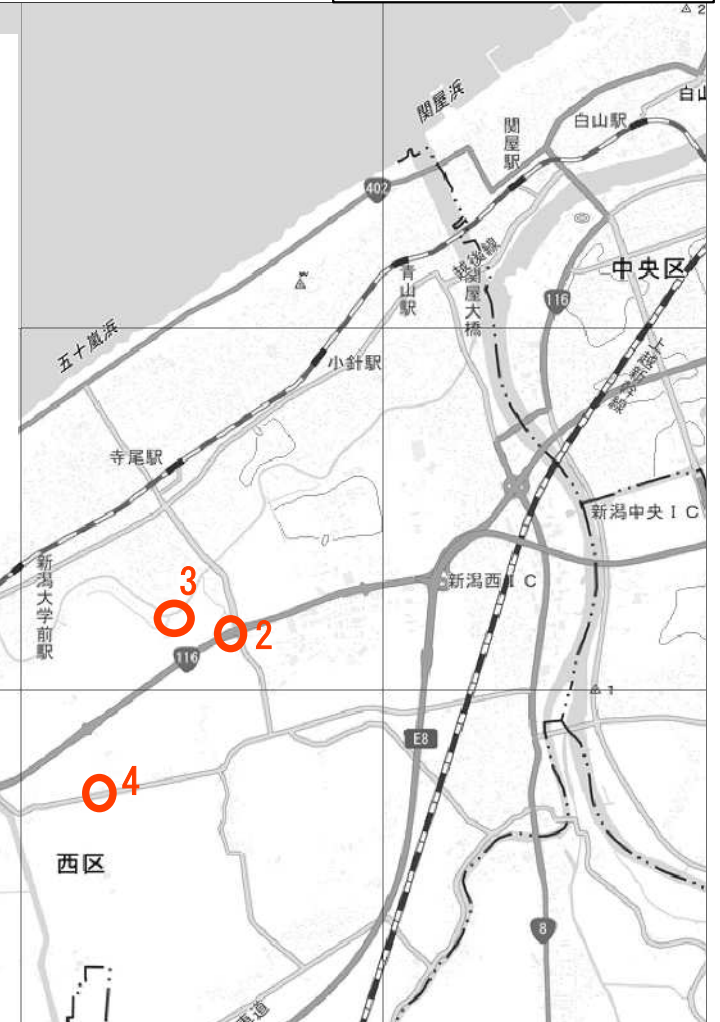 2
関屋浜
白山
白山駅
関屋駅
402
越後線
中央区
青山駅
関屋大橋
116
五十嵐浜
小針駅
上越新幹線
寺尾駅
新潟中央IC
新潟大学前駅
新潟西IC
3
2
116
1
E8
4
西区
8
道